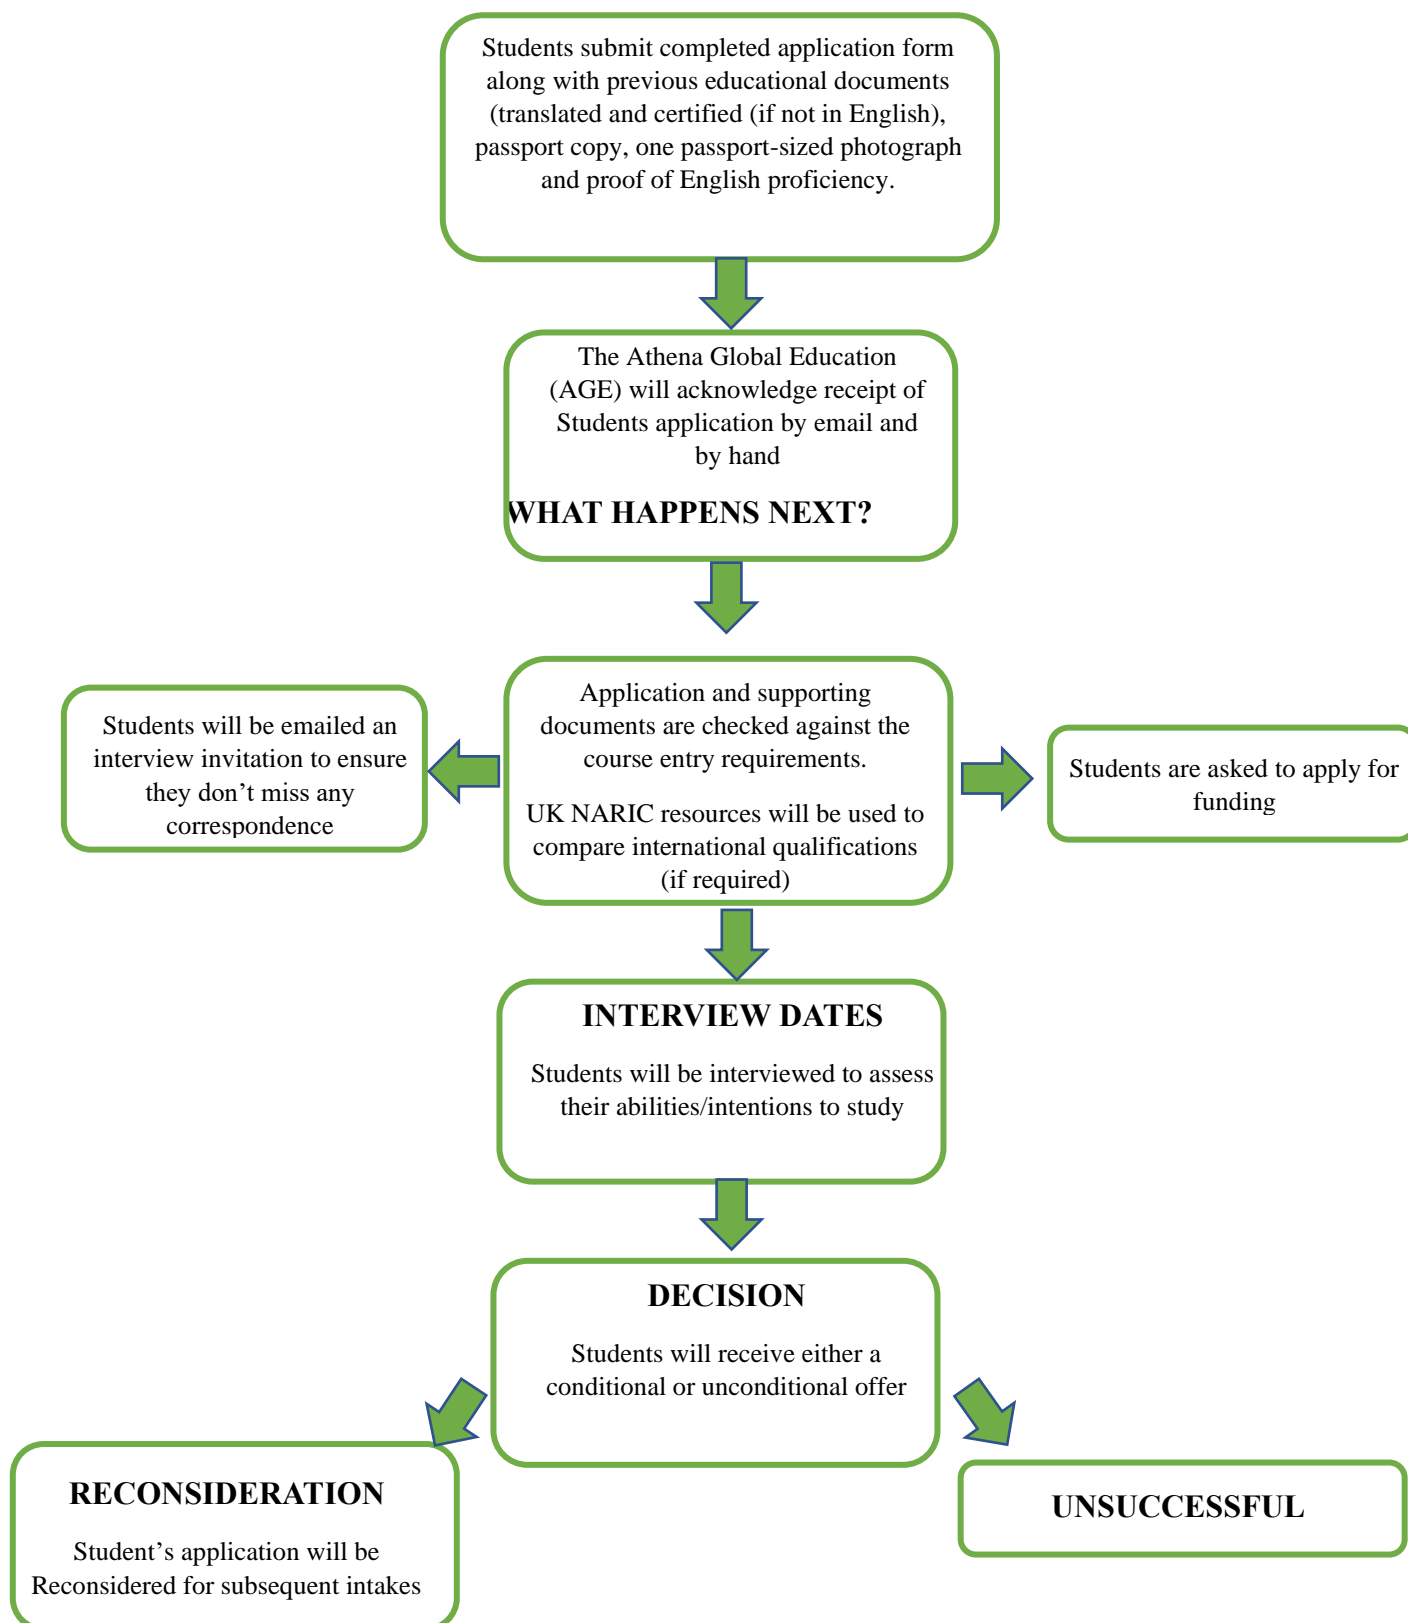 Students submit completed application form
along with previous educational documents
(translated and certified (if not in English),
passport copy, one passport-sized photograph
and proof of English proficiency.
The Athena Global Education
(AGE) will acknowledge receipt of
Students application by email and
by hand
WHAT HAPPENS NEXT?
Students will be emailed an
interview invitation to ensure
they don’t miss any
correspondence
Application and supporting
documents are checked against the
course entry requirements.
UK NARIC resources will be used to
compare international qualifications
(if required)
Students are asked to apply for
funding
INTERVIEW DATES
Students will be interviewed to assess
their abilities/intentions to study
DECISION
Students will receive either a
conditional or unconditional offer
RECONSIDERATION
Student’s application will be
Reconsidered for subsequent intakes
UNSUCCESSFUL